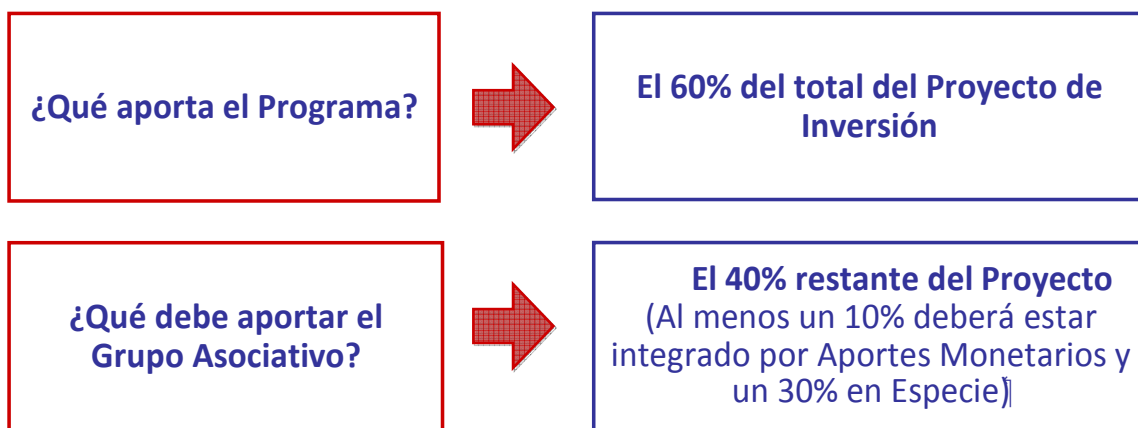 ¿Qué aporta el Programa?
El 60% del total del Proyecto de
Inversión
¿Qué debe aportar el
Grupo Asociativo?
El 40% restante del Proyecto
(Al menos un 10% deberá estar
integrado por Aportes Monetarios y
un 30% en Especie)